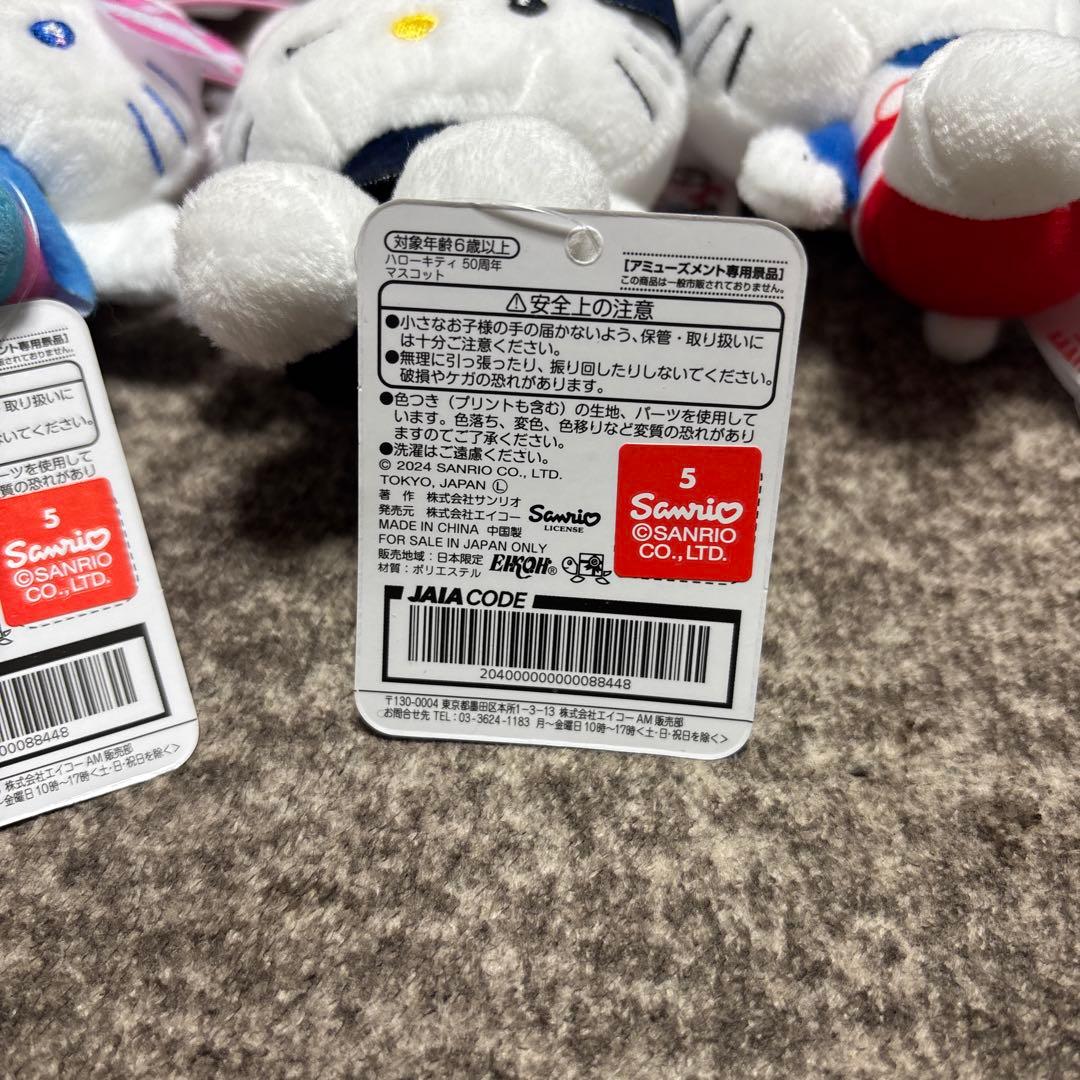 対象年齢6歳以上
ハローキティ 50周年
マスコット
【アミューズメント専用景品】
この商品は一般市販されておりません。
⚠安全上の注意
●小さなお子様の手の届かないよう、保管・取り扱いに
は十分ご注意ください。
●無理に引っ張ったり、振り回したりしないでください。
破損やケガの恐れがあります。
●色つき（プリントも含む）の生地、パーツを使用して
います。色落ち、変色、色移りなど変質の恐れがあり
ますのでご了承ください。
●洗濯はご遠慮ください。
© 2024 SANRIO CO., LTD.
TOKYO, JAPAN Ⓛ
著 作 株式会社サンリオ
発売元 株式会社エイコー
Sanrio
LICENSE
MADE IN CHINA 中国製
FOR SALE IN JAPAN ONLY
販売地域：日本限定
材質：ポリエステル
EIKOH®
5
Sanrio
©SANRIO
CO., LTD.
JAIA CODE
20400000000088448
〒130-0004 東京都墨田区本所1-3-13 株式会社エイコー AM 販売部
お問合せ先 TEL：03-3624-1183 月～金曜日10時～17時＜土・日・祝日を除く＞
ント専用景品】
販されておりません。
取り扱いに
いでください。
ーツを使用して
質の恐れがあり
5
Sanrio
©SANRIO
CO., LTD.
00088448
株式会社エイコー AM 販売部
～金曜日10時～17時＜土・日・祝日を除く＞